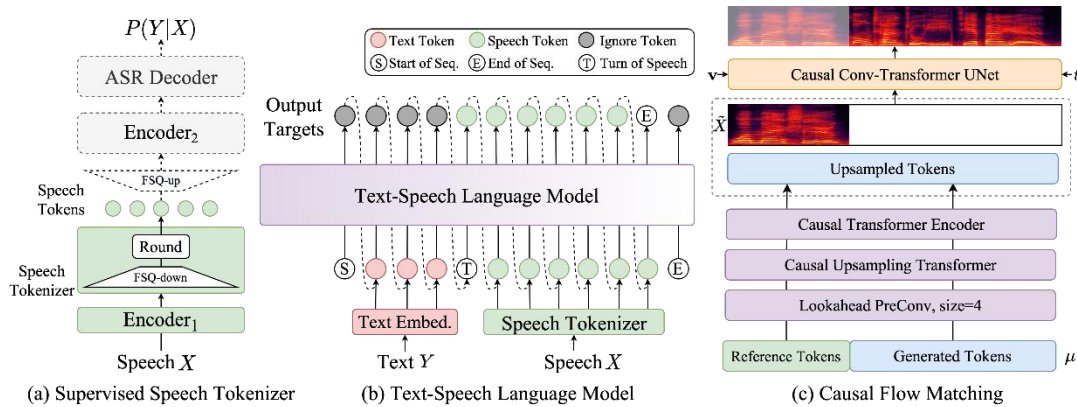 P(Y|X)
ASR Decoder
Encoder₂
FSQ-up
Speech
Tokens
Round
FSQ-down
Speech
Tokenizer
Encoder₁
Speech X
(a) Supervised Speech Tokenizer
Text Token Speech Token Ignore Token
S Start of Seq. E End of Seq. T Turn of Speech
Output
Targets
E
Text-Speech Language Model
S T E
Text Embed. Speech Tokenizer
Text Y Speech X
(b) Text-Speech Language Model
v Causal Conv-Transformer UNet t
X̃
Upsampled Tokens
Causal Transformer Encoder
Causal Upsampling Transformer
Lookahead PreConv, size=4
Reference Tokens Generated Tokens μ
(c) Causal Flow Matching